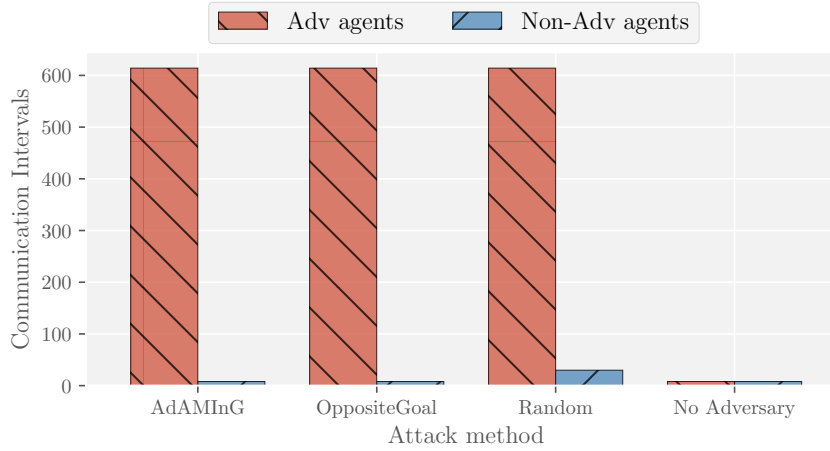 Adv agents Non-Adv agents
Communication Intervals
600
500
400
300
200
100
0
AdAMInG OppositeGoal Random No Adversary
Attack method